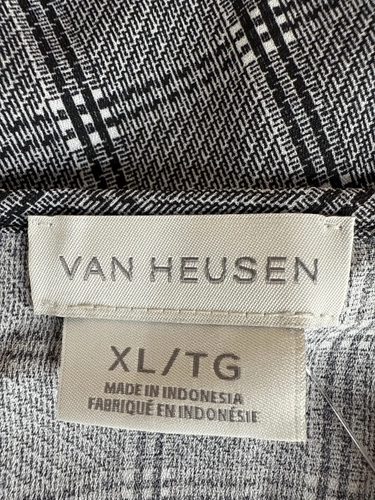 VAN HEUSEN
XL/TG
MADE IN INDONESIA
FABRIQUÉ EN INDONÉSIE